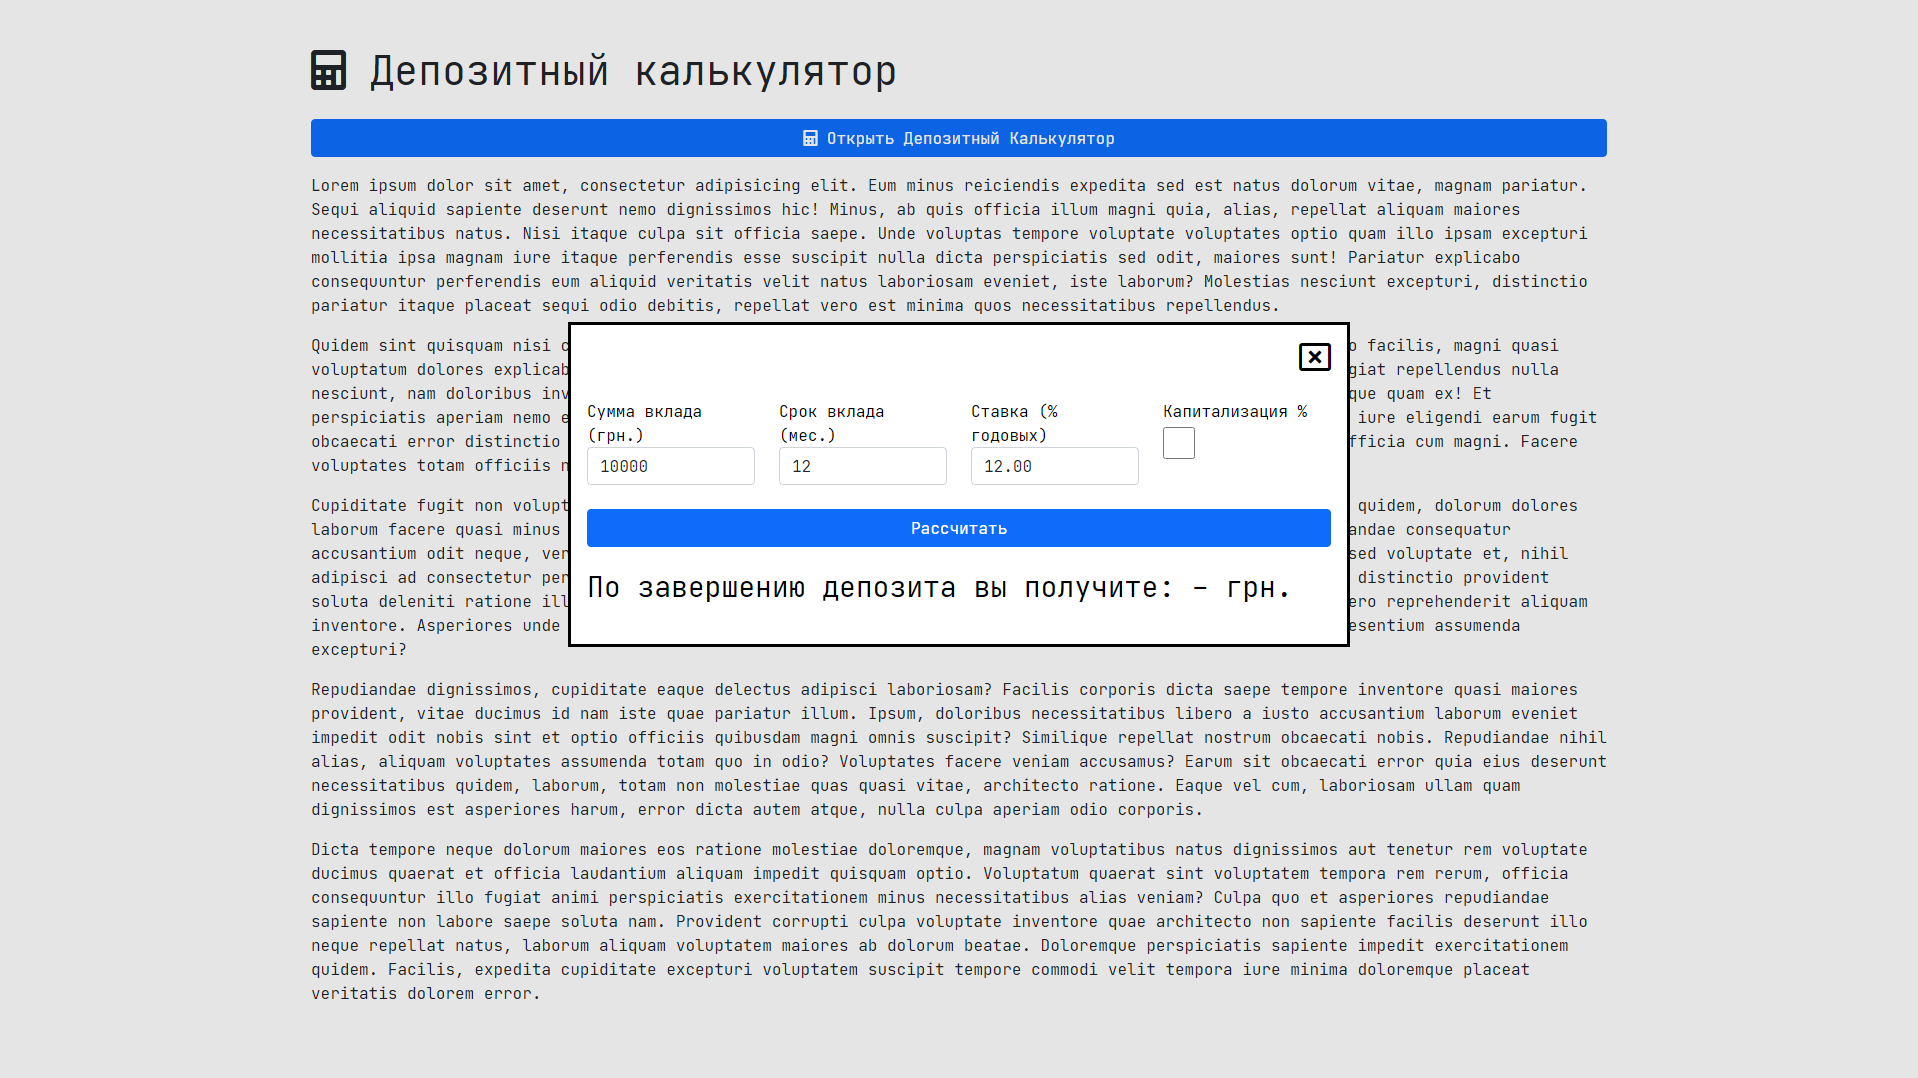 Депозитный калькулятор
Открыть Депозитный Калькулятор
Lorem ipsum dolor sit amet, consectetur adipisicing elit. Eum minus reiciendis expedita sed est natus dolorum vitae, magnam pariatur.
Sequi aliquid sapiente deserunt nemo dignissimos hic! Minus, ab quis officia illum magni quia, alias, repellat aliquam maiores
necessitatibus natus. Nisi itaque culpa sit officia saepe. Unde voluptas tempore voluptate voluptates optio quam illo ipsam excepturi
mollitia ipsa magnam iure itaque perferendis esse suscipit nulla dicta perspiciatis sed odit, maiores sunt! Pariatur explicabo
consequuntur perferendis eum aliquid veritatis velit natus laboriosam eveniet, iste laborum? Molestias nesciunt excepturi, distinctio
pariatur itaque placeat sequi odio debitis, repellat vero est minima quos necessitatibus repellendus.
Quidem sint quisquam nisi facilis, magni quasi
voluptatum dolores repellendus nulla
nesciunt, nam doloribus quam ex! Et
perspiciatis aperiam nemo iure eligendi earum fugit
obcaecati error distinctio cum magni. Facere
voluptates totam officiis
Cupiditate fugit non quidem, dolorum dolores
laborum facere quasi minus consequatur
accusantium odit neque, sed voluptate et, nihil
adipisci ad consectetur distinctio provident
soluta deleniti ratione reprehenderit aliquam
inventore. Asperiores unde assumenda
excepturi?
Сумма вклада
(грн.)
10000
Срок вклада
(мес.)
12
Ставка (%
годовых)
12.00
Капитализация %
Рассчитать
По завершению депозита вы получите: - грн.
Repudiandae dignissimos, cupiditate eaque delectus adipisci laboriosam? Facilis corporis dicta saepe tempore inventore quasi maiores
provident, vitae ducimus id nam iste quae pariatur illum. Ipsum, doloribus necessitatibus libero a iusto accusantium laborum eveniet
impedit odit nobis sint et optio officiis quibusdam magni omnis suscipit? Similique repellat nostrum obcaecati nobis. Repudiandae nihil
alias, aliquam voluptates assumenda totam quo in odio? Voluptates facere veniam accusamus? Earum sit obcaecati error quia eius deserunt
necessitatibus quidem, laborum, totam non molestiae quas quasi vitae, architecto ratione. Eaque vel cum, laboriosam ullam quam
dignissimos est asperiores harum, error dicta autem atque, nulla culpa aperiam odio corporis.
Dicta tempore neque dolorum maiores eos ratione molestiae doloremque, magnam voluptatibus natus dignissimos aut tenetur rem voluptate
ducimus quaerat et officia laudantium aliquam impedit quisquam optio. Voluptatum quaerat sint voluptatem tempora rem rerum, officia
consequuntur illo fugiat animi perspiciatis exercitationem minus necessitatibus alias veniam? Culpa quo et asperiores repudiandae
sapiente non labore saepe soluta nam. Provident corrupti culpa voluptate inventore quae architecto non sapiente facilis deserunt illo
neque repellat natus, laborum aliquam voluptatem maiores ab dolorum beatae. Doloremque perspiciatis sapiente impedit exercitationem
quidem. Facilis, expedita cupiditate excepturi voluptatem suscipit tempore commodi velit tempora iure minima doloremque placeat
veritatis dolorem error.